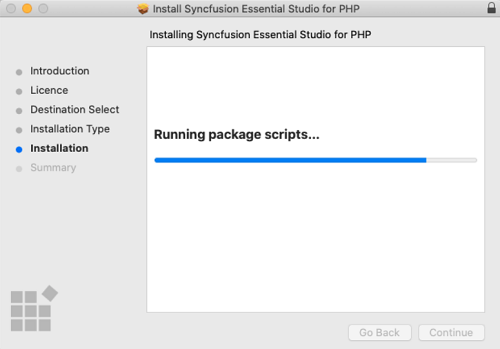 Install Syncfusion Essential Studio for PHP
Installing Syncfusion Essential Studio for PHP
Introduction
Licence
Destination Select
Installation Type
Installation
Summary
Running package scripts...
Go Back
Continue